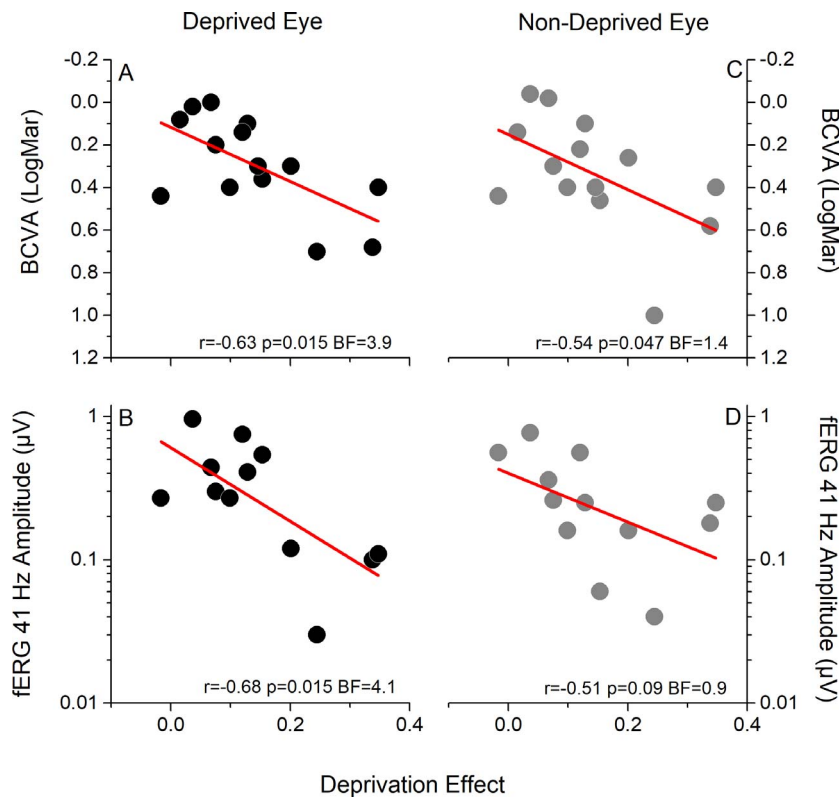 Deprived Eye
Non-Deprived Eye
A
BCVA (LogMar)
-0.2
0.0
0.2
0.4
0.6
0.8
1.0
1.2
r=-0.63 p=0.015 BF=3.9
C
BCVA (LogMar)
-0.2
0.0
0.2
0.4
0.6
0.8
1.0
1.2
r=-0.54 p=0.047 BF=1.4
B
fERG 41 Hz Amplitude (µV)
1
0.1
0.01
r=-0.68 p=0.015 BF=4.1
0.0
0.2
0.4
D
fERG 41 Hz Amplitude (µV)
1
0.1
0.01
r=-0.51 p=0.09 BF=0.9
0.0
0.2
0.4
Deprivation Effect